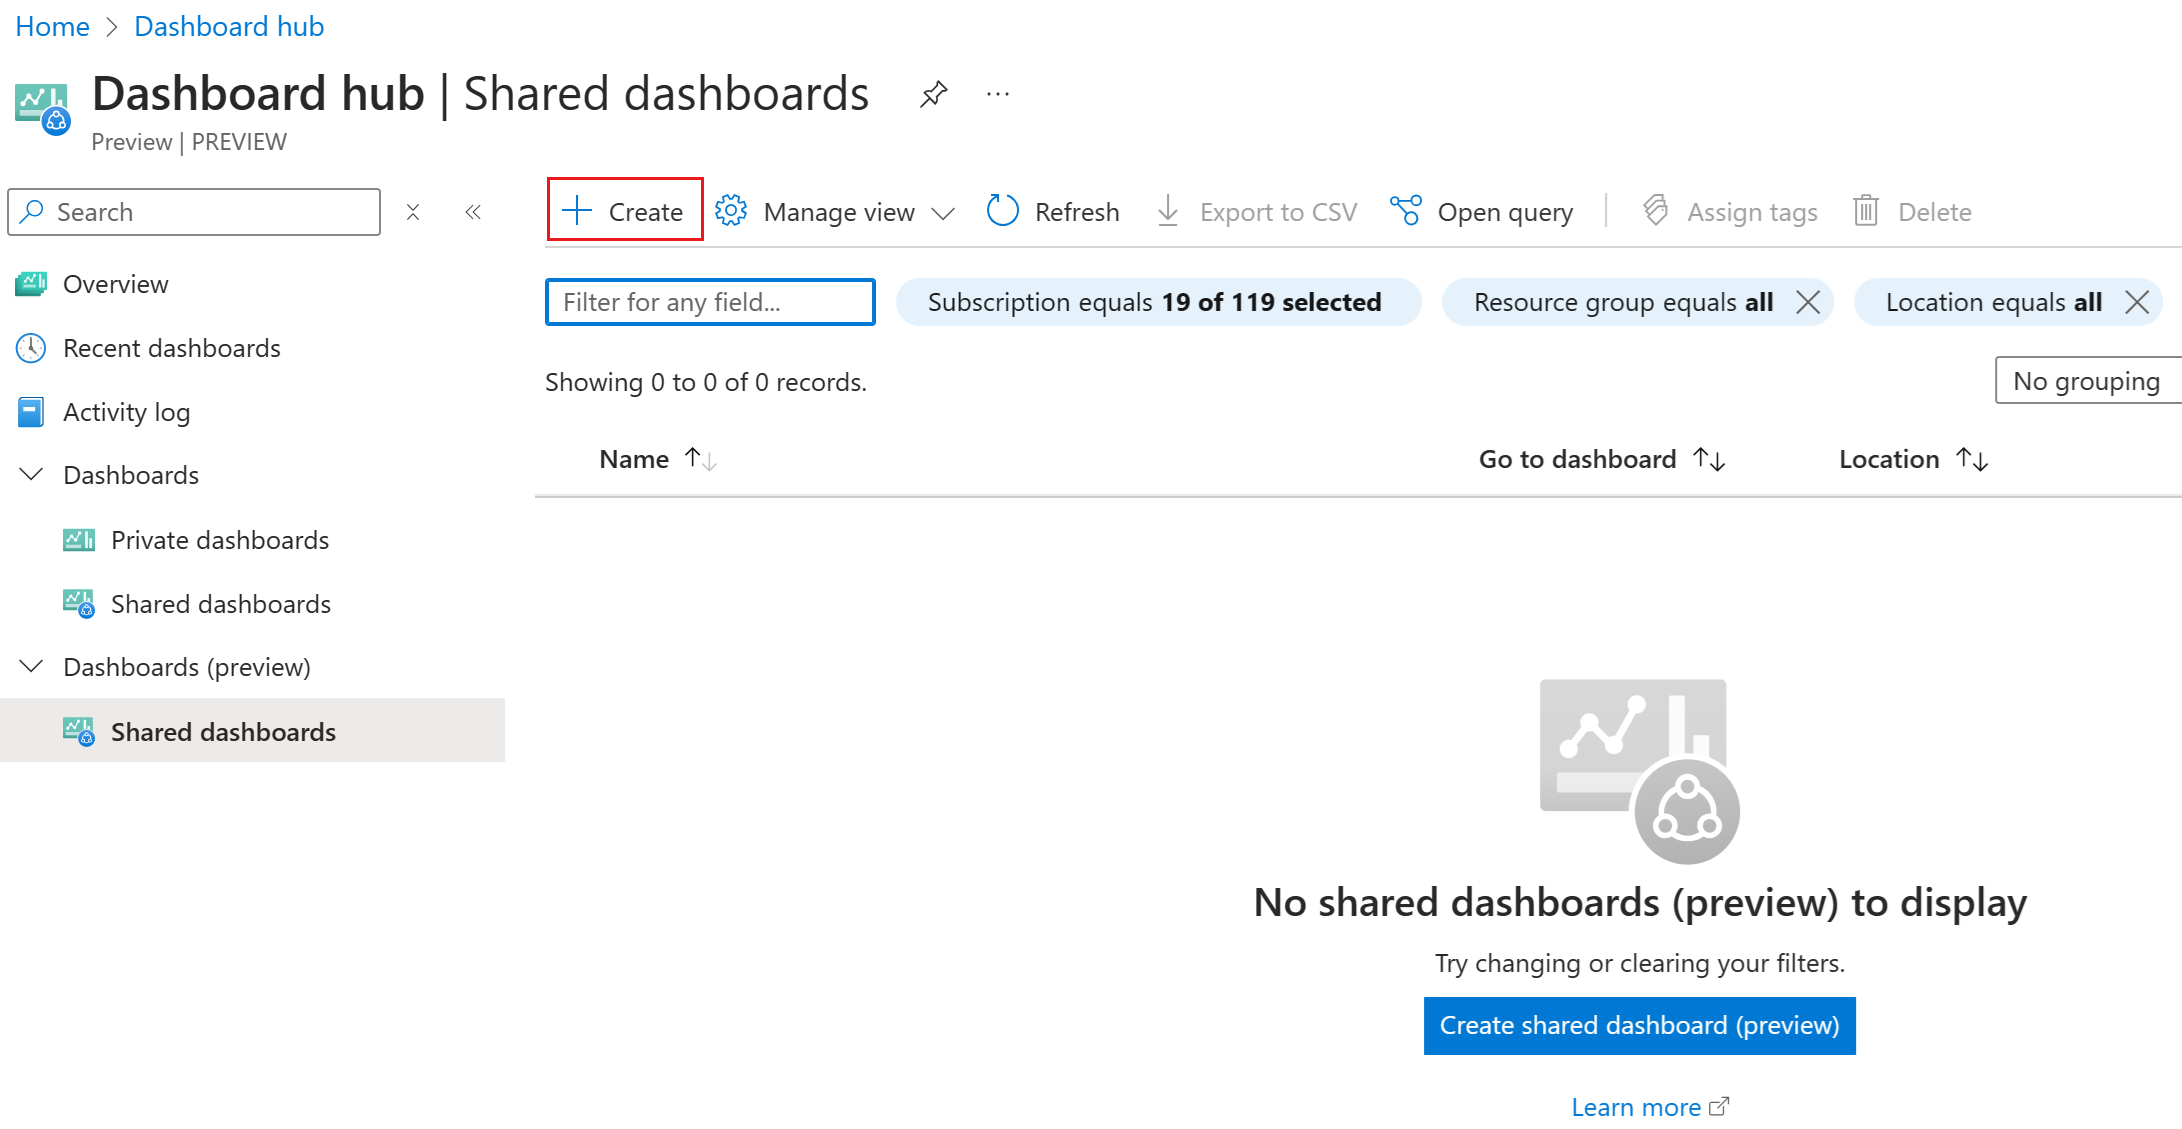 Home > Dashboard hub
Dashboard hub | Shared dashboards ...
Preview | PREVIEW
Search
Overview
Recent dashboards
Activity log
Dashboards
Private dashboards
Shared dashboards
Dashboards (preview)
Shared dashboards
Create Manage view Refresh Export to CSV Open query Assign tags Delete
Filter for any field... Subscription equals 19 of 119 selected Resource group equals all Location equals all
Showing 0 to 0 of 0 records. No grouping
Name Go to dashboard Location
No shared dashboards (preview) to display
Try changing or clearing your filters.
Create shared dashboard (preview)
Learn more